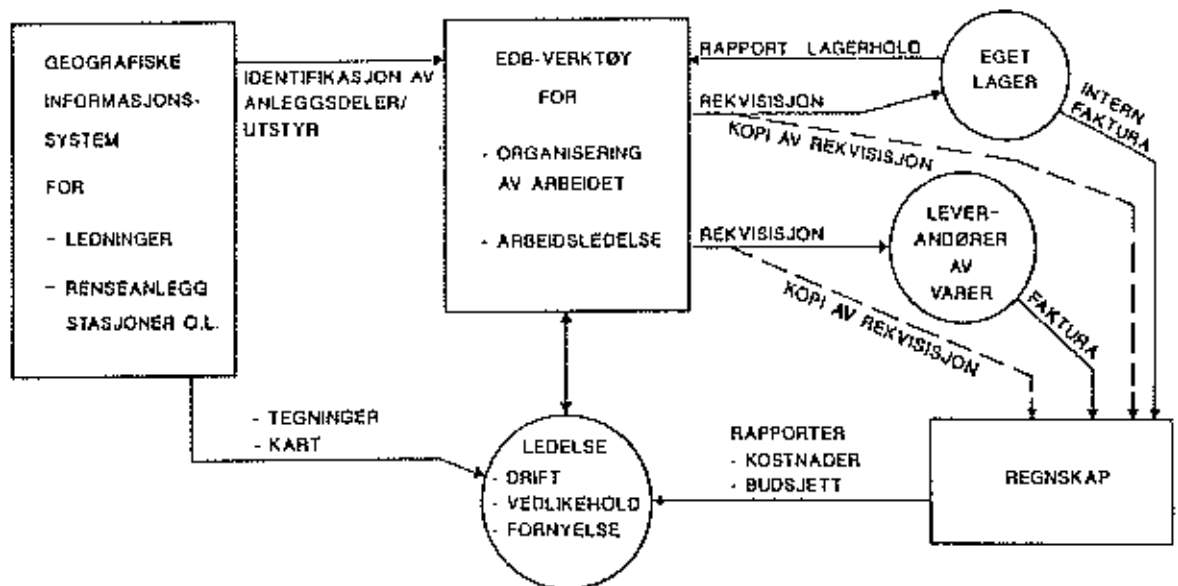 GEOGRAFISKE
INFORMASJONS-
SYSTEM
FOR
- LEDNINGER
- RENSEANLEGG
STASJONER O.L.
IDENTIFIKASJON AV
ANLEGGSDELER/
UTSTYR
EDB-VERKTØY
FOR
- ORGANISERING
AV ARBEIDET
- ARBEIDSLEDELSE
RAPPORT LAGERHOLD
REKVISISJON
KOPI AV REKVISISJON
EGET
LAGER
INTERN
FAKTURA
REKVISISJON
KOPI AV REKVISISJON
LEVER-
ANDØRER
AV
VARER
FAKTURA
- TEGNINGER
- KART
LEDELSE
- DRIFT
- VEDLIKEHOLD
- FORNYELSE
RAPPORTER
- KOSTNADER
- BUDSJETT
REGNSKAP